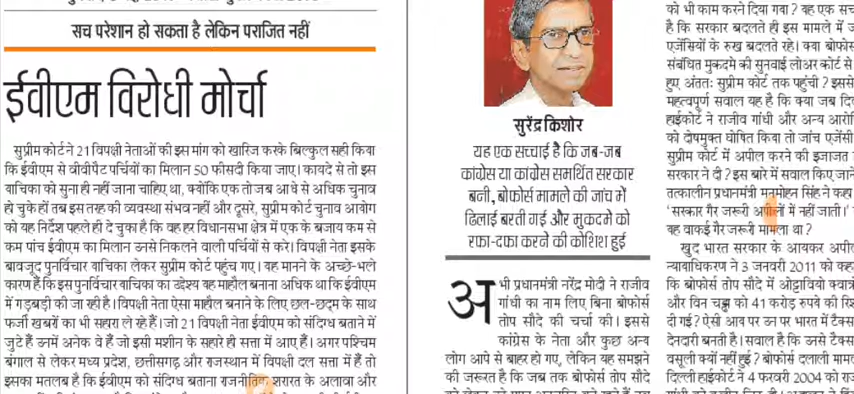 सच परेशान हो सकता है लेकिन पराजित नहीं
ईवीएम विरोधी मोर्चा
सुप्रीम कोर्ट ने 21 विपक्षी नेताओं की इस मांग को खारिज करके बिल्कुल सही किया
कि ईवीएम से वीवीपैट पर्चियों का मिलान 50 फीसदी किया जाए। कायदे से तो इस
याचिका को सुना ही नहीं जाना चाहिए था, क्योंकि एक तो जब आधे से अधिक चुनाव
हो चुके हों तब इस तरह की व्यवस्था संभव नहीं और दूसरे, सुप्रीम कोर्ट चुनाव आयोग
को यह निर्देश पहले ही दे चुका है कि वह हर विधानसभा क्षेत्र में एक के बजाय कम से
कम पांच ईवीएम का मिलान उनसे निकलने वाली पर्चियों से करे। विपक्षी नेता इसके
बावजूद पुनर्विचार याचिका लेकर सुप्रीम कोर्ट पहुंच गए। यह मानने के अच्छे-भले
कारण हैं कि इस पुनर्विचार याचिका का उद्देश्य यह माहौल बनाना अधिक था कि ईवीएम
में गड़बड़ी की जा रही है। विपक्षी नेता ऐसा माहौल बनाने के लिए छल-छद्म के साथ
फर्जी खबरों का भी सहारा ले रहे हैं। जो 21 विपक्षी नेता ईवीएम को संदिग्ध बताने में
जुटे हैं उनमें अनेक वे हैं जो इसी मशीन के सहारे ही सत्ता में आए हैं। अगर पश्चिम
बंगाल से लेकर मध्य प्रदेश, छत्तीसगढ़ और राजस्थान में विपक्षी दल सत्ता में हैं तो
इसका मतलब है कि ईवीएम को संदिग्ध बताना राजनीतिक शरारत के अलावा और
सुरेंद्र किशोर
यह एक सच्चाई है कि जब-जब
कांग्रेस या कांग्रेस समर्थित सरकार
बनी, बोफोर्स मामले की जांच में
ढिलाई बरती गई और मुकदमे को
रफा-दफा करने की कोशिश हुई
अभी प्रधानमंत्री नरेंद्र मोदी ने राजीव
गांधी का नाम लिए बिना बोफोर्स
तोप सौदे की चर्चा की। इससे
कांग्रेस के नेता और कुछ अन्य
लोग आपे से बाहर हो गए, लेकिन यह समझने
की जरूरत है कि जब तक बोफोर्स तोप सौदे
को भी काम करने दिया गया? यह एक सच
है कि सरकार बदलते ही इस मामले में ज
एजेंसियों के रुख बदलते रहे। क्या बोफोर्स
संबंधित मुकदमे की सुनवाई लोअर कोर्ट से
हुए अंततः सुप्रीम कोर्ट तक पहुंची? इससे
महत्वपूर्ण सवाल यह है कि क्या जब दि
हाईकोर्ट ने राजीव गांधी और अन्य आरोि
को दोषमुक्त घोषित किया तो जांच एजेंसी
सुप्रीम कोर्ट में अपील करने की इजाजत
सरकार ने दी? इस बारे में सवाल किए जाने
तत्कालीन प्रधानमंत्री मनमोहन सिंह ने कहा
'सरकार गैर जरूरी अपीलों में नहीं जाती।'
यह वाकई गैर जरूरी मामला था?
खुद भारत सरकार के आयकर अपील
न्यायाधिकरण ने 3 जनवरी 2011 को कहा
कि बोफोर्स तोप सौदे में ओट्टावियो क्वात्रो
और विन चड्ढा को 41 करोड़ रुपये की रिश्
दी गई? ऐसी आय पर उन पर भारत में टैक्स
देनदारी बनती है। सवाल है कि उनसे टैक्स
वसूली क्यों नहीं हुई? बोफोर्स दलाली मामल
दिल्ली हाईकोर्ट ने 4 फरवरी 2004 को राज